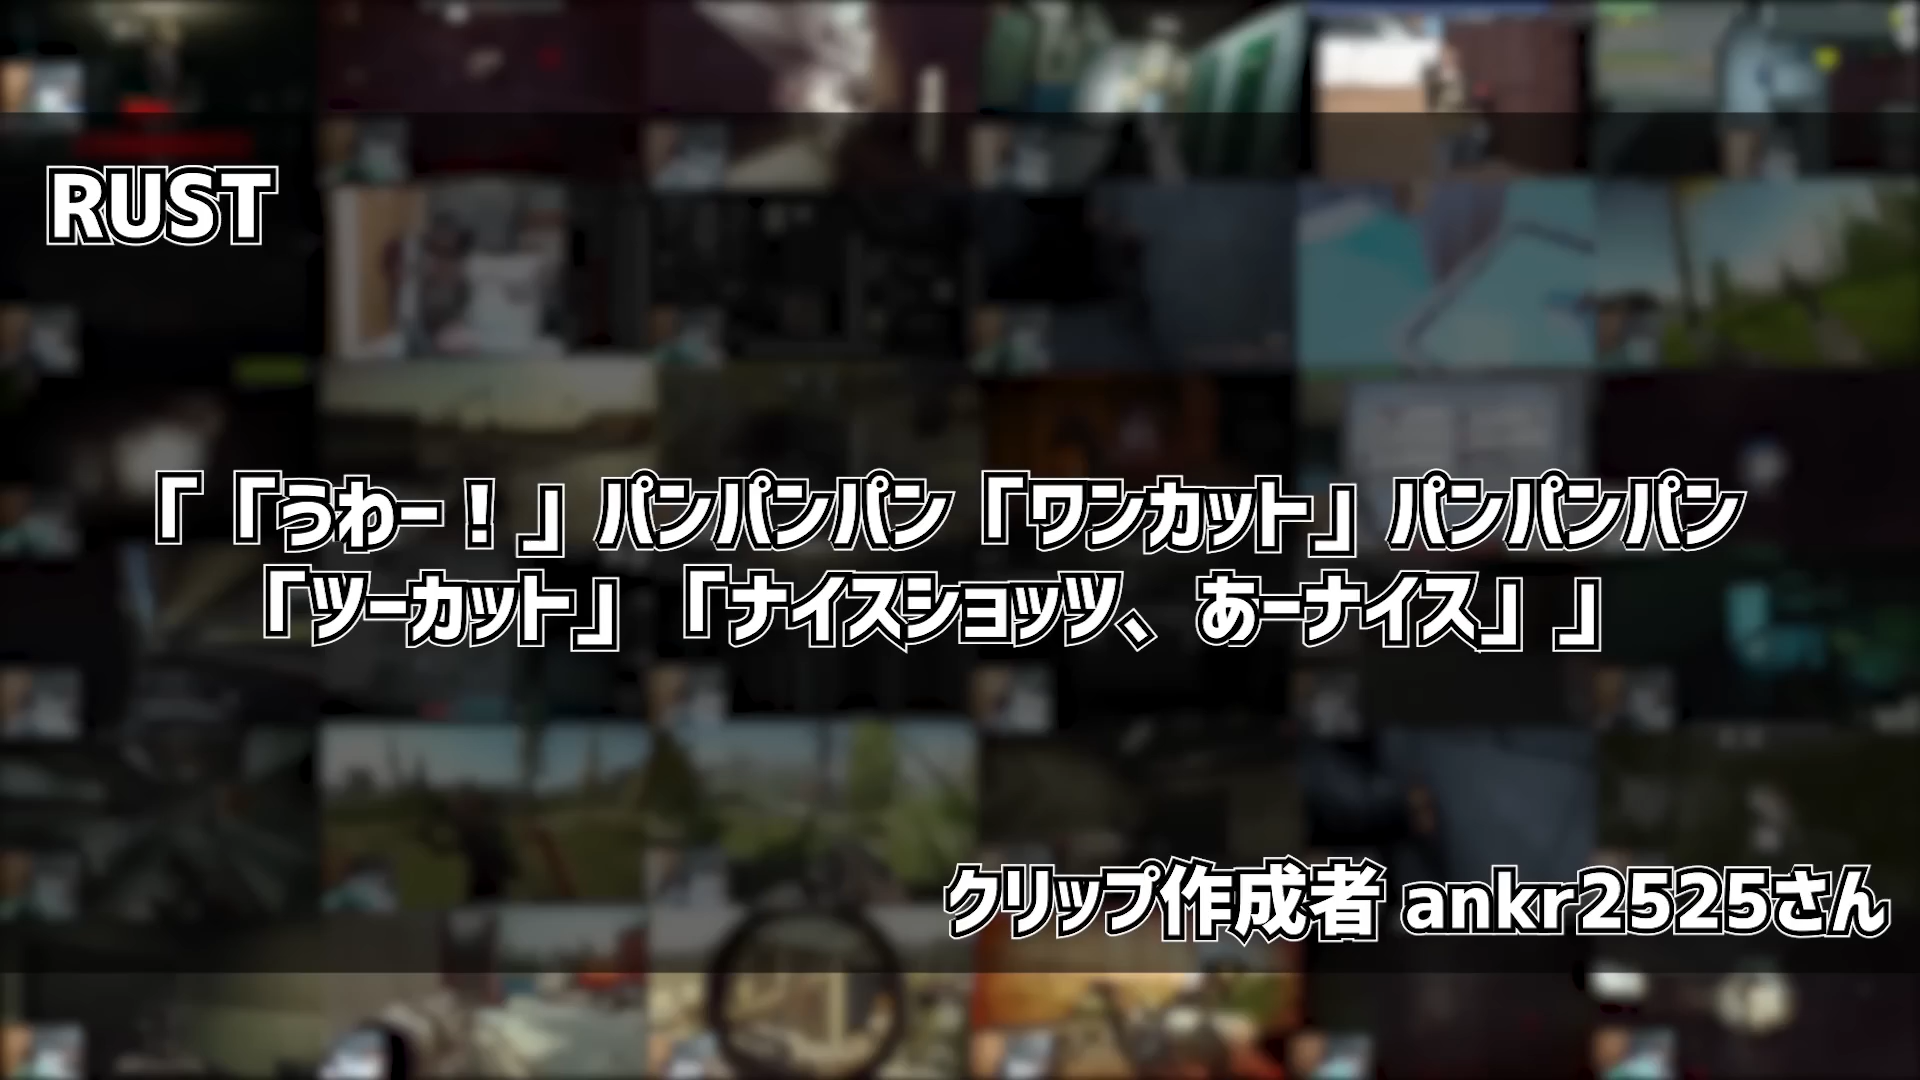 RUST
「「うわー！」パンパンパン「ワンカット」パンパンパン
「ツーカット」「ナイスショッツ、あーナイス」」
クリップ作成者 ankr2525さん